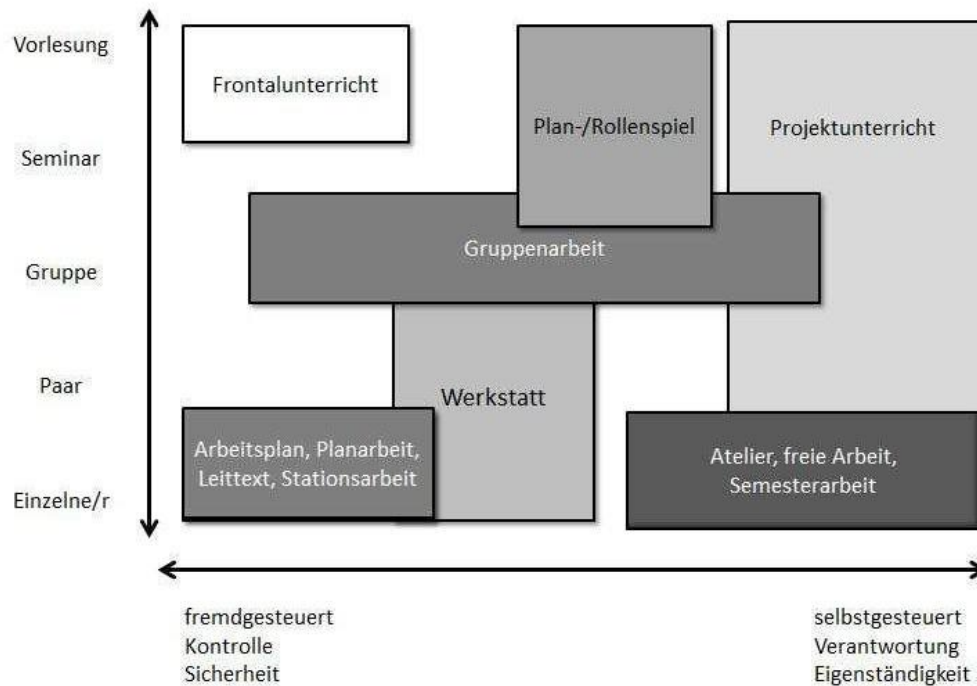 Vorlesung
Frontalunterricht
Plan-/Rollenspiel
Projektunterricht
Seminar
Gruppenarbeit
Gruppe
Paar
Werkstatt
Arbeitsplan, Planarbeit,
Leittext, Stationsarbeit
Atelier, freie Arbeit,
Semesterarbeit
Einzelne/r
fremdgesteuert
Kontrolle
Sicherheit
selbstgesteuert
Verantwortung
Eigenständigkeit